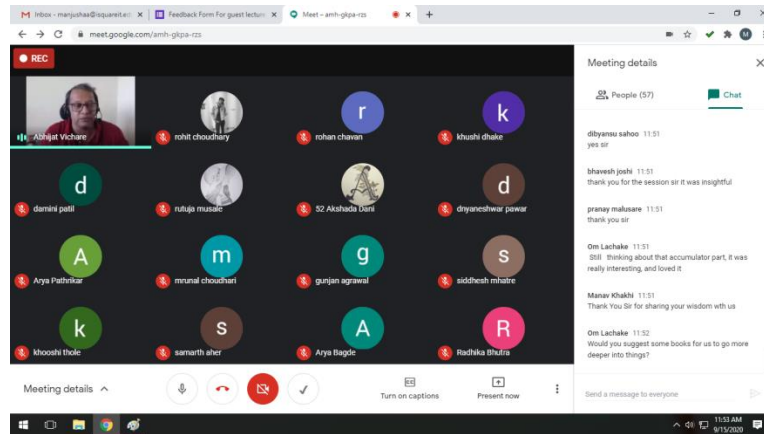 Inbox - manjushaa@isquareit.ec
Feedback Form For guest lecture
Meet – amh-gkpa-rzs
meet.google.com/amh-gkpa-rzs
M
REC
Abhijat Vichare
rohit choudhary
r
rohan chavan
k
khushi dhake
d
damini patil
rutuja musale
52 Akshada Dani
d
dnyaneshwar pawar
A
Arya Pathrikar
m
mrunal choudhari
g
gunjan agrawal
s
siddhesh mhatre
k
khooshi thole
s
samarth aher
A
Arya Bagde
R
Radhika Bhutra
Meeting details
Turn on captions
Present now
Meeting details
People (57)
Chat
dibyansu sahoo 11:51
yes sir
bhavesh joshi 11:51
thank you for the session sir it was insightful
pranay malusare 11:51
thank you sir
Om Lachake 11:51
Still thinking about that accumulator part, it was
really interesting, and loved it
Manav Khakhi 11:51
Thank You Sir for sharing your wisdom wth us
Om Lachake 11:52
Would you suggest some books for us to go more
deeper into things?
Send a message to everyone
11:53 AM
9/15/2020